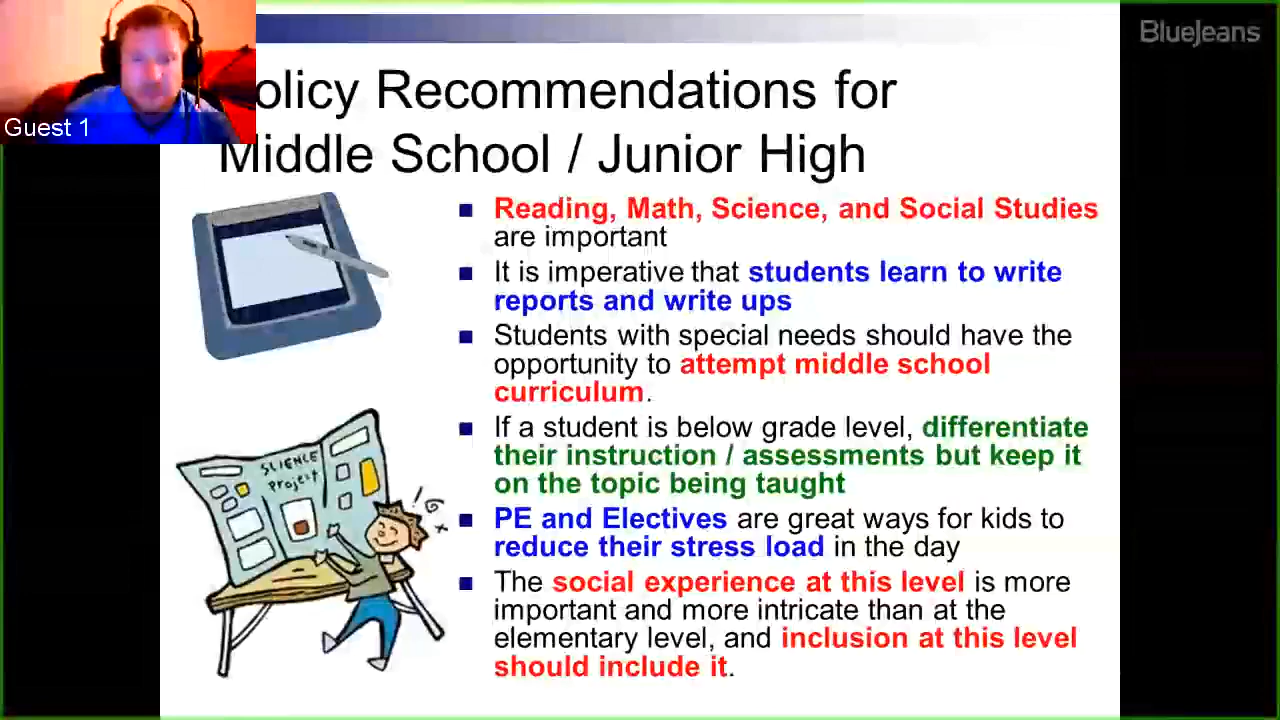 BlueJeans
Guest 1
olicy Recommendations for
Middle School / Junior High
Reading, Math, Science, and Social Studies
are important
It is imperative that students learn to write
reports and write ups
Students with special needs should have the
opportunity to attempt middle school
curriculum.
If a student is below grade level, differentiate
their instruction / assessments but keep it
on the topic being taught
PE and Electives are great ways for kids to
reduce their stress load in the day
The social experience at this level is more
important and more intricate than at the
elementary level, and inclusion at this level
should include it.
SCIENCE
Project
! G